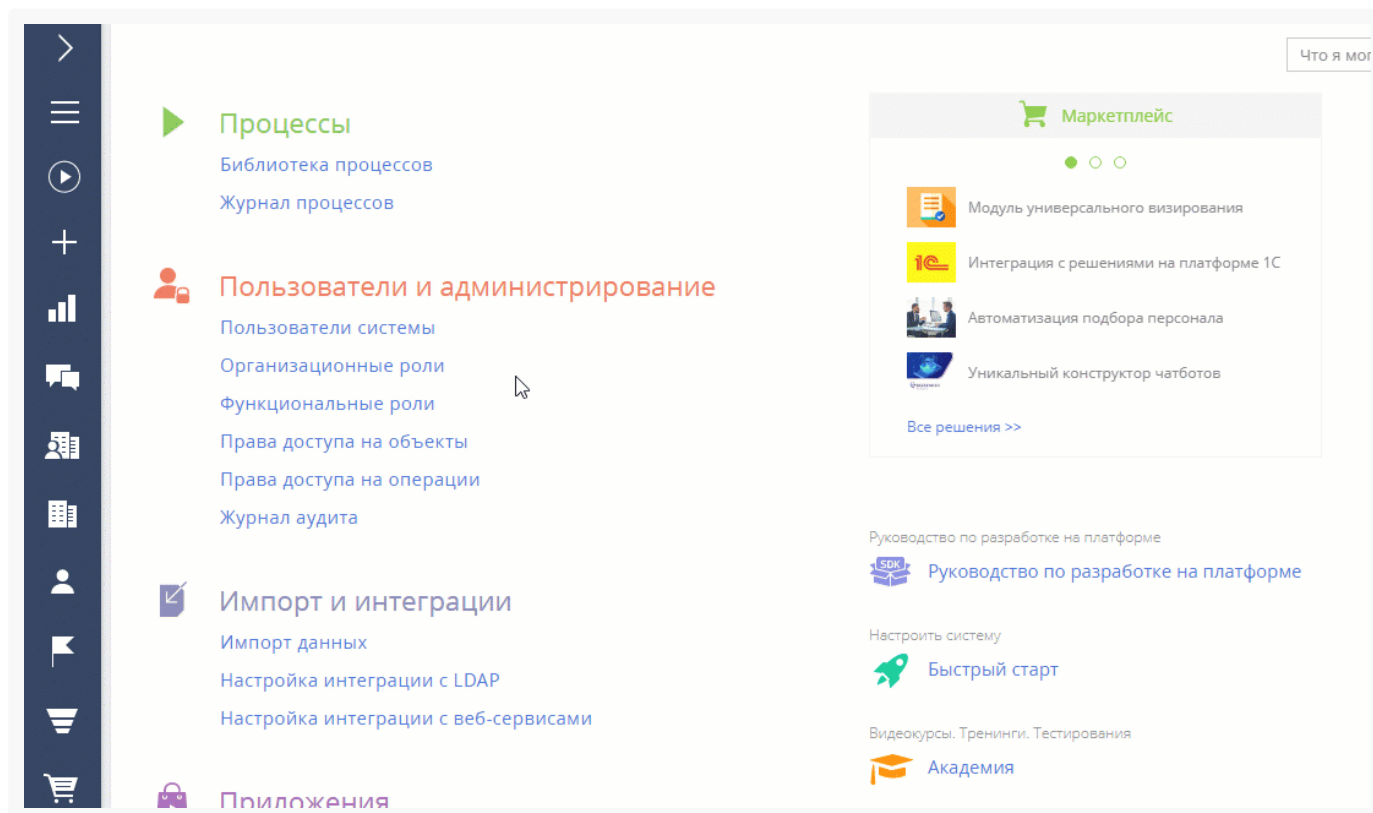 Что я мог
Процессы
Библиотека процессов
Журнал процессов
Пользователи и администрирование
Пользователи системы
Организационные роли
Функциональные роли
Права доступа на объекты
Права доступа на операции
Журнал аудита
Импорт и интеграции
Импорт данных
Настройка интеграции с LDAP
Настройка интеграции с веб-сервисами
Приложения
Маркетплейс
Модуль универсального визирования
1С
Интеграция с решениями на платформе 1С
Автоматизация подбора персонала
Уникальный конструктор чатботов
Все решения >>
Руководство по разработке на платформе
SDK
Руководство по разработке на платформе
Настроить систему
Быстрый старт
Видеокурсы. Тренинги. Тестирования
Академия